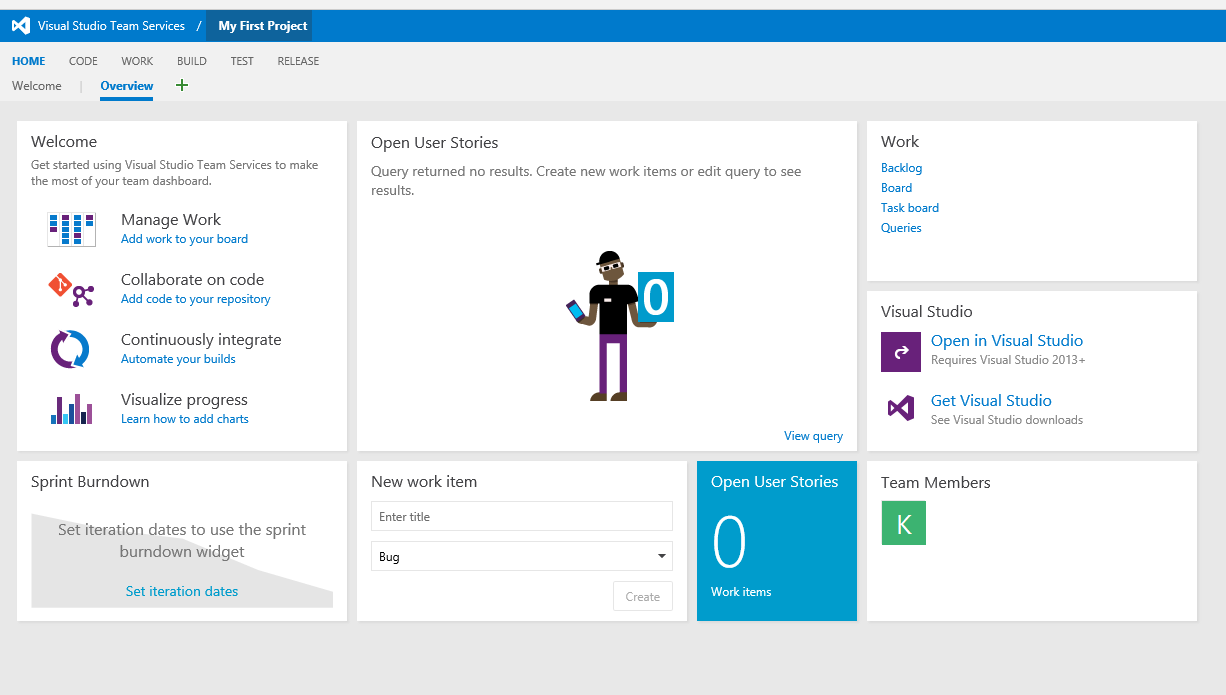 Visual Studio Team Services / My First Project
HOME CODE WORK BUILD TEST RELEASE
Welcome | Overview +
Welcome
Get started using Visual Studio Team Services to make
the most of your team dashboard.
Manage Work
Add work to your board
Collaborate on code
Add code to your repository
Continuously integrate
Automate your builds
Visualize progress
Learn how to add charts
Open User Stories
Query returned no results. Create new work items or edit query to see
results.
0
View query
Work
Backlog
Board
Task board
Queries
Visual Studio
Open in Visual Studio
Requires Visual Studio 2013+
Get Visual Studio
See Visual Studio downloads
Sprint Burndown
Set iteration dates to use the sprint
burndown widget
Set iteration dates
New work item
Enter title
Bug
Create
Open User Stories
0
Work items
Team Members
K